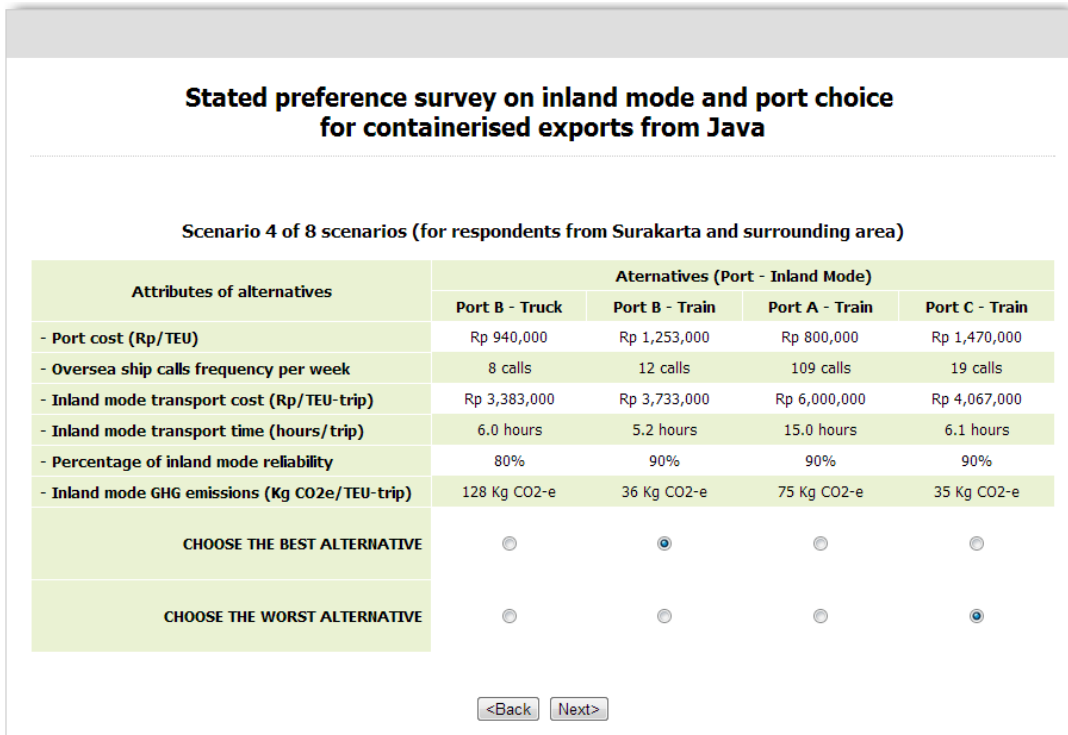 Stated preference survey on inland mode and port choice
for containerised exports from Java
Scenario 4 of 8 scenarios (for respondents from Surakarta and surrounding area)
Attributes of alternatives
Aternatives (Port - Inland Mode)
Port B - Truck Port B - Train Port A - Train Port C - Train
- Port cost (Rp/TEU) Rp 940,000 Rp 1,253,000 Rp 800,000 Rp 1,470,000
- Oversea ship calls frequency per week 8 calls 12 calls 109 calls 19 calls
- Inland mode transport cost (Rp/TEU-trip) Rp 3,383,000 Rp 3,733,000 Rp 6,000,000 Rp 4,067,000
- Inland mode transport time (hours/trip) 6.0 hours 5.2 hours 15.0 hours 6.1 hours
- Percentage of inland mode reliability 80% 90% 90% 90%
- Inland mode GHG emissions (Kg CO2e/TEU-trip) 128 Kg CO2-e 36 Kg CO2-e 75 Kg CO2-e 35 Kg CO2-e
CHOOSE THE BEST ALTERNATIVE
CHOOSE THE WORST ALTERNATIVE
<Back Next>